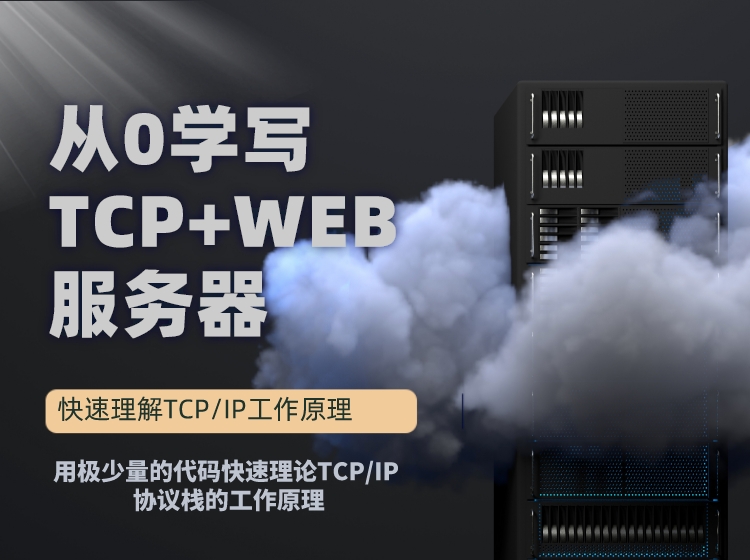 从0学写
TCP+WEB
服务器
快速理解TCP/IP工作原理
用极少量的代码快速理论TCP/IP
协议栈的工作原理